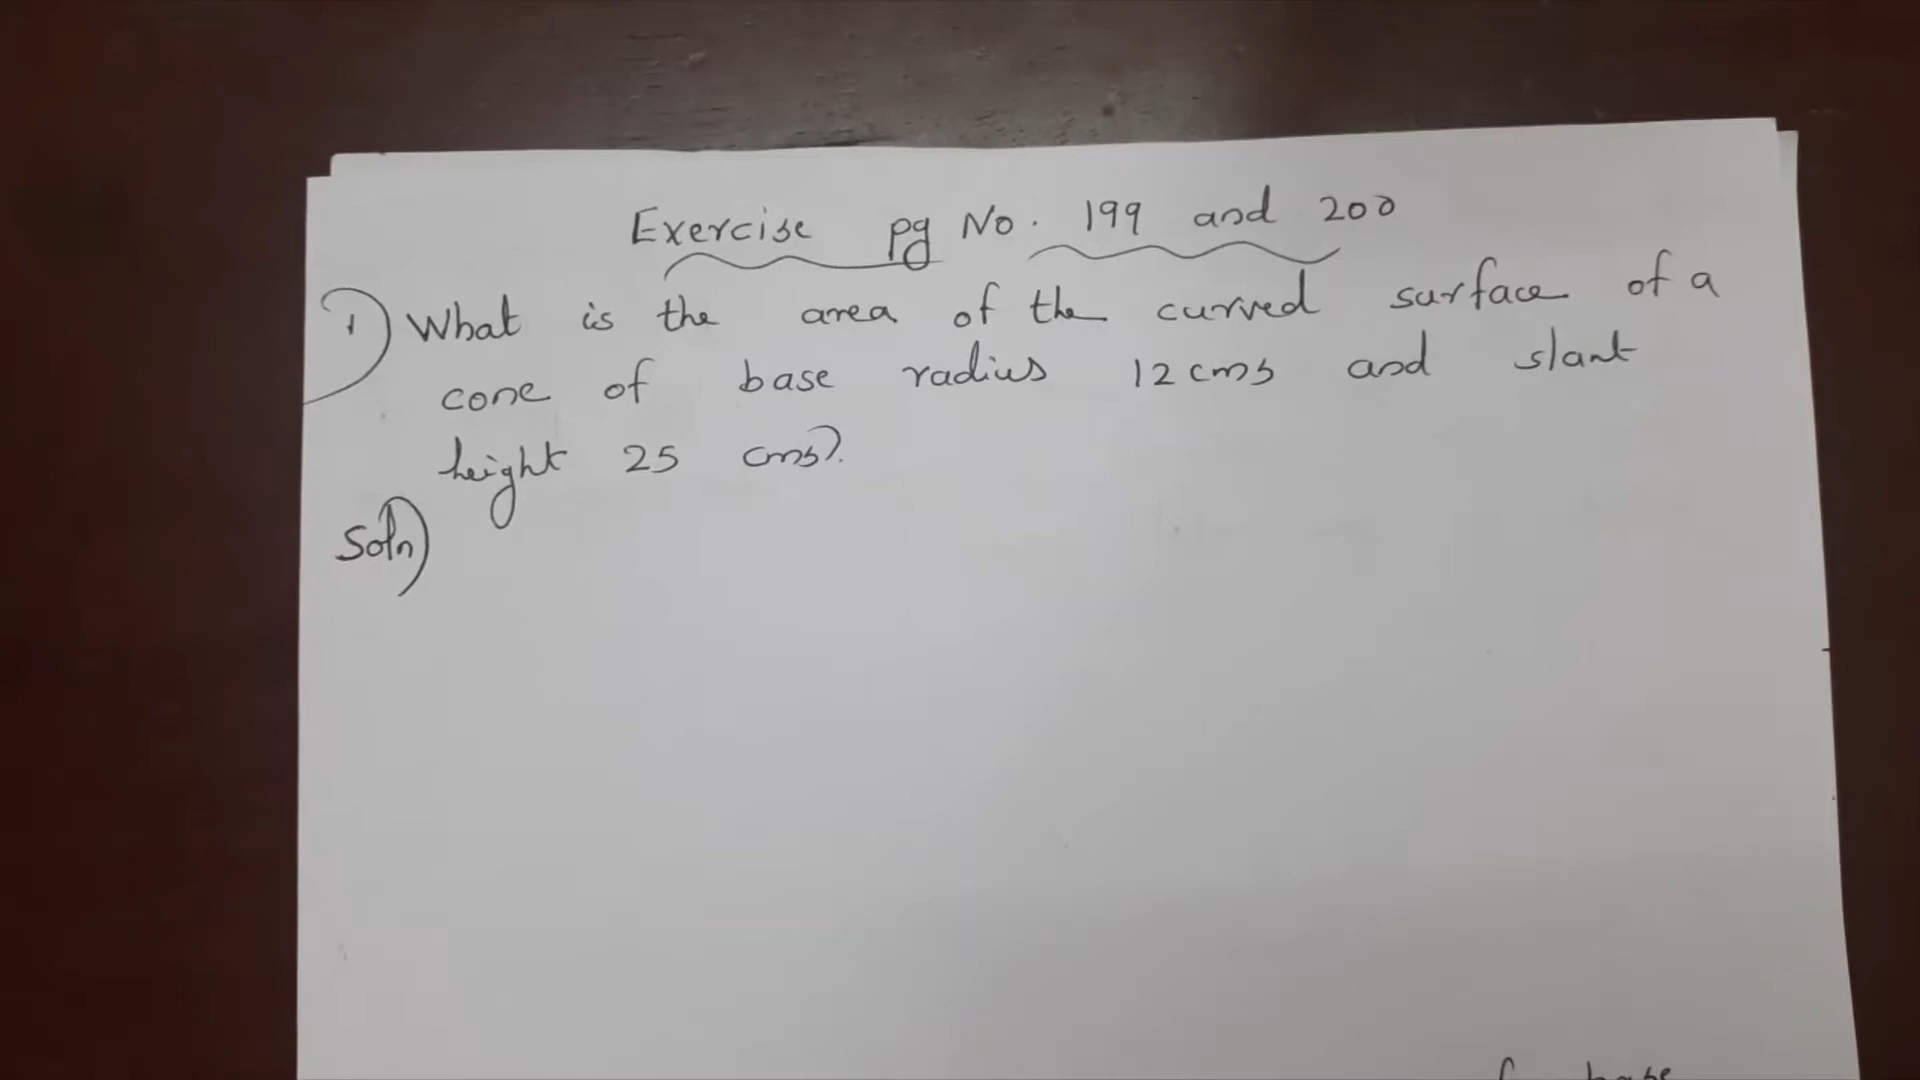 Exercise pg No. 199 and 200
1) What is the area of the curved surface of a
cone of base radius 12 cms and slant
height 25 cms?.
Soln)
base